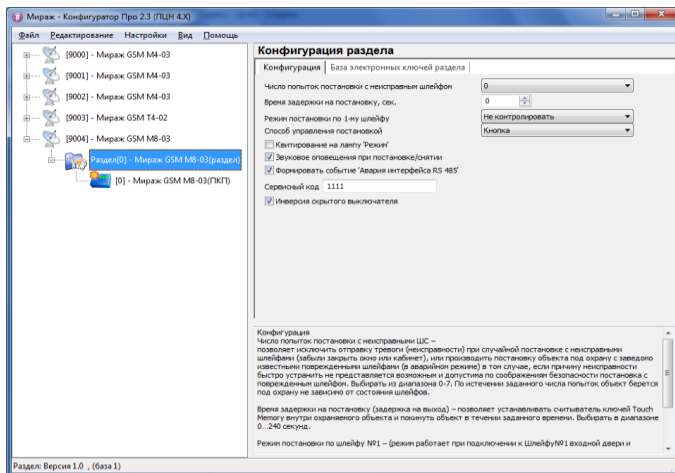 Мираж - Конфигуратор Про 2.3 (ПЦН 4.X)
Файл Редактирование Настройки Вид Помощь
[9000] - Мираж GSM M4-03
[9001] - Мираж GSM M4-03
[9002] - Мираж GSM M4-03
[9003] - Мираж GSM T4-02
[9004] - Мираж GSM M8-03
Раздел[0] - Мираж GSM M8-03(раздел)
[0] - Мираж GSM M8-03(ПКП)
Конфигурация раздела
Конфигурация База электронных ключей раздела
Число попыток постановки с неисправным шлейфом 0
Время задержки на постановку, сек. 0
Режим постановки по 1-му шлейфу Не контролировать
Способ управления постановкой Кнопка
Квитирование на лампу 'Режим'
Звуковое оповещения при постановке/снятии
Формировать событие 'Авария интерфейса RS 485'
Сервисный код 1111
Инверсия скрытого выключателя
Конфигурация
Число попыток постановки с неисправными ШС –
позволяет исключить отправку тревоги (неисправности) при случайной постановке с неисправными
шлейфами (забыли закрыть окно или кабинет), или производить постановку объекта под охрану с заведомо
известными поврежденными шлейфами (в аварийном режиме) в том случае, если причину неисправности
быстро устранить не представляется возможным и допустима по соображениям безопасности постановка с
поврежденным шлейфом. Выбирать из диапазона 0-7. По истечении заданного числа попыток объект берется
под охрану не зависимо от состояния шлейфов.
Время задержки на постановку (задержка на выход) – позволяет устанавливать считыватель ключей Touch
Memory внутри охраняемого объекта и покинуть объект в течении заданного времени. Выбирать в диапазоне
0...240 секунд.
Режим постановки по шлейфу №1 – (режим работает при подключении к Шлейфу№1 входной двери и
Раздел: Версия 1.0 , (база 1)